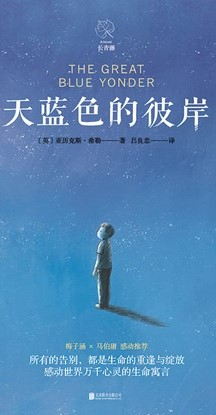 长青藤
THE GREAT
BLUE YONDER
天蓝色的彼岸
［英］亚历克斯·希勒——著 吕良忠——译
梅子涵 × 马伯庸 感动推荐
所有的告别，都是生命的重逢与绽放
感动世界万千心灵的生命寓言